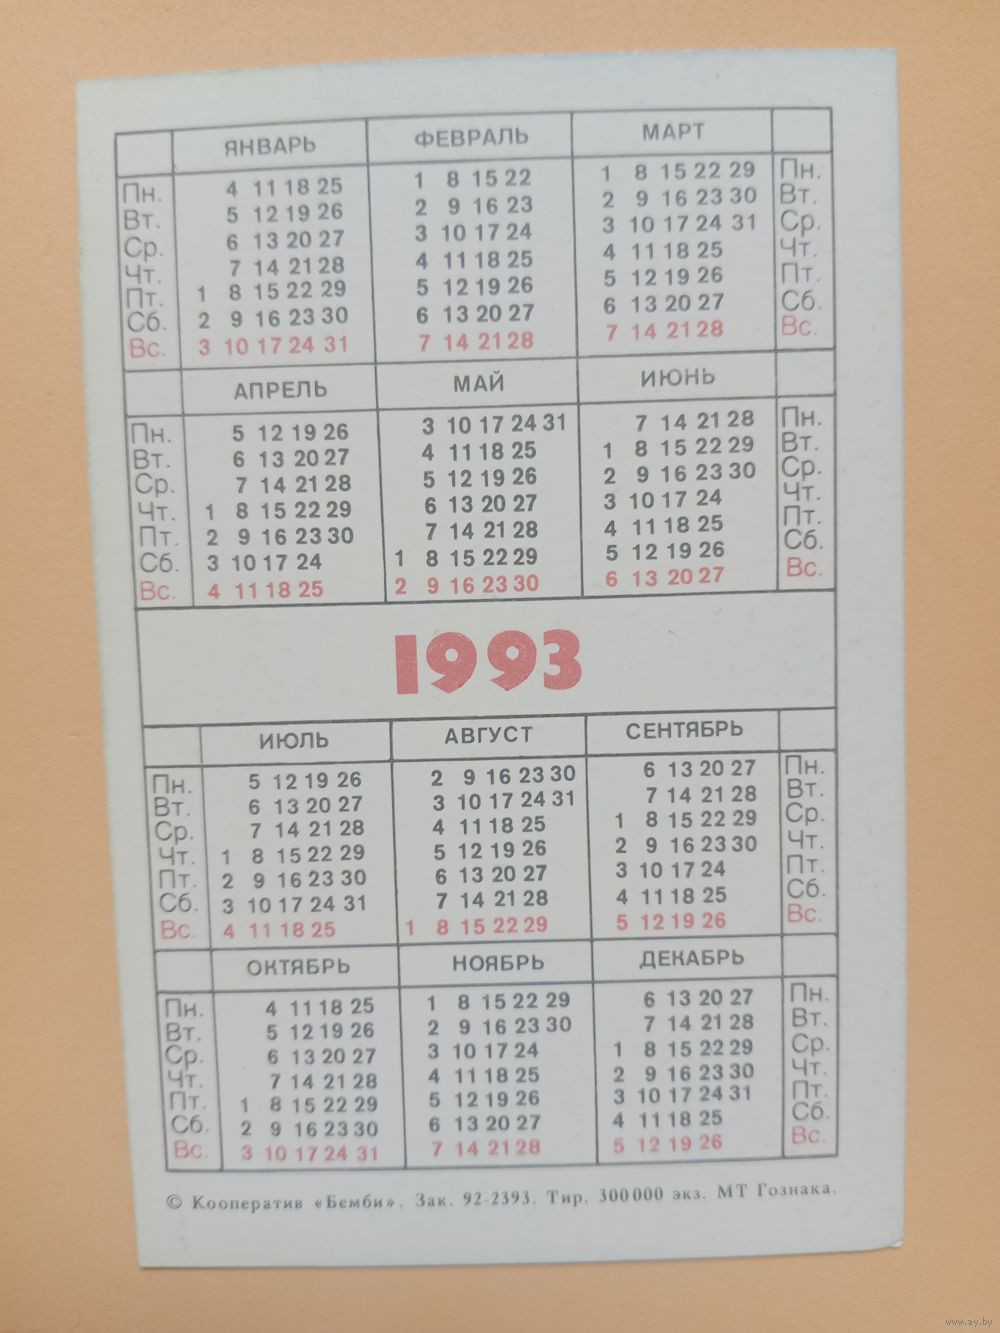 ЯНВАРЬ ФЕВРАЛЬ МАРТ
Пн. 4 11 18 25 1 8 15 22 1 8 15 22 29 Пн.
Вт. 5 12 19 26 2 9 16 23 2 9 16 23 30 Вт.
Ср. 6 13 20 27 3 10 17 24 3 10 17 24 31 Ср.
Чт. 7 14 21 28 4 11 18 25 4 11 18 25 Чт.
Пт. 1 8 15 22 29 5 12 19 26 5 12 19 26 Пт.
Сб. 2 9 16 23 30 6 13 20 27 6 13 20 27 Сб.
Вс. 3 10 17 24 31 7 14 21 28 7 14 21 28 Вс.
АПРЕЛЬ МАЙ ИЮНЬ
Пн. 5 12 19 26 3 10 17 24 31 7 14 21 28 Пн.
Вт. 6 13 20 27 4 11 18 25 1 8 15 22 29 Вт.
Ср. 7 14 21 28 5 12 19 26 2 9 16 23 30 Ср.
Чт. 1 8 15 22 29 6 13 20 27 3 10 17 24 Чт.
Пт. 2 9 16 23 30 7 14 21 28 4 11 18 25 Пт.
Сб. 3 10 17 24 1 8 15 22 29 5 12 19 26 Сб.
Вс. 4 11 18 25 2 9 16 23 30 6 13 20 27 Вс.
1993
ИЮЛЬ АВГУСТ СЕНТЯБРЬ
Пн. 5 12 19 26 2 9 16 23 30 6 13 20 27 Пн.
Вт. 6 13 20 27 3 10 17 24 31 7 14 21 28 Вт.
Ср. 7 14 21 28 4 11 18 25 1 8 15 22 29 Ср.
Чт. 1 8 15 22 29 5 12 19 26 2 9 16 23 30 Чт.
Пт. 2 9 16 23 30 6 13 20 27 3 10 17 24 Пт.
Сб. 3 10 17 24 31 7 14 21 28 4 11 18 25 Сб.
Вс. 4 11 18 25 1 8 15 22 29 5 12 19 26 Вс.
ОКТЯБРЬ НОЯБРЬ ДЕКАБРЬ
Пн. 4 11 18 25 1 8 15 22 29 6 13 20 27 Пн.
Вт. 5 12 19 26 2 9 16 23 30 7 14 21 28 Вт.
Ср. 6 13 20 27 3 10 17 24 1 8 15 22 29 Ср.
Чт. 7 14 21 28 4 11 18 25 2 9 16 23 30 Чт.
Пт. 1 8 15 22 29 5 12 19 26 3 10 17 24 31 Пт.
Сб. 2 9 16 23 30 6 13 20 27 4 11 18 25 Сб.
Вс. 3 10 17 24 31 7 14 21 28 5 12 19 26 Вс.
© Кооператив «Бемби». Зак. 92-2393. Тир. 300 000 экз. МТ Гознака.
www.ay.by